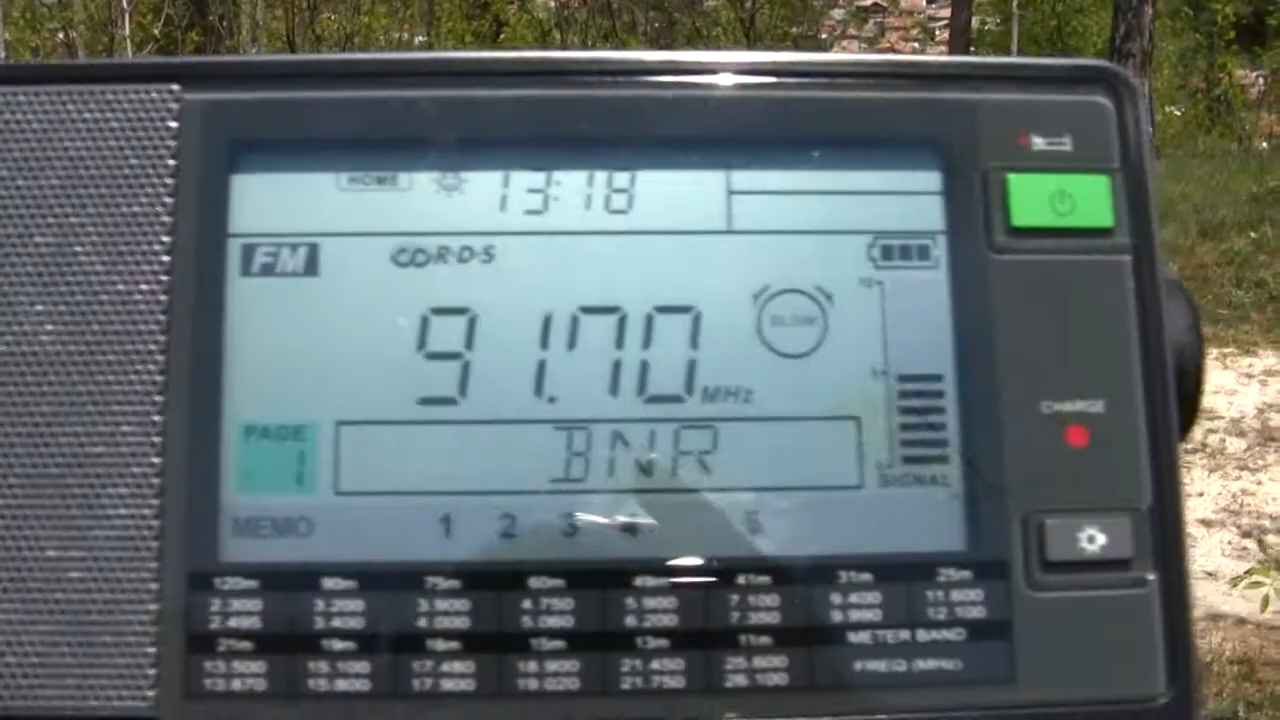 HOME 13:18
FM R·D·S
91.70 MHz
SLOW
PAGE 1
BNR
SIGNAL
MEMO 1 2 3 4 5
CHARGE
120m 90m 75m 60m 49m 41m 31m 25m
2.300 3.200 3.900 4.750 5.900 7.100 9.400 11.600
2.495 3.400 4.000 5.060 6.200 7.350 9.990 12.100
21m 19m 16m 15m 13m 11m METER BAND
13.500 15.100 17.480 18.900 21.450 25.600 FREQ (MHz)
13.870 15.800 17.900 19.020 21.750 26.100